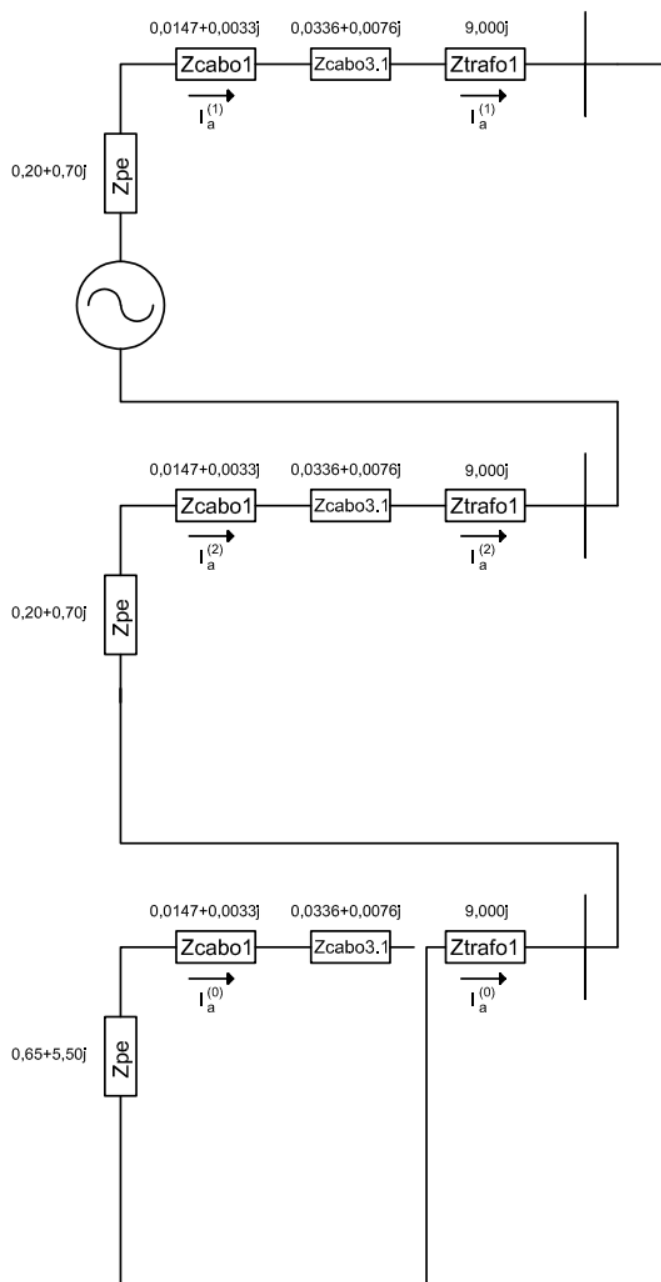 0,0147+0,0033j 0,0336+0,0076j 9,000j
Zcabo1 Zcabo3.1 Ztrafo1
I a (1) I a (1)
0,20+0,70j Zpe
0,0147+0,0033j 0,0336+0,0076j 9,000j
Zcabo1 Zcabo3.1 Ztrafo1
I a (2) I a (2)
0,20+0,70j Zpe
0,0147+0,0033j 0,0336+0,0076j 9,000j
Zcabo1 Zcabo3.1 Ztrafo1
I a (0) I a (0)
0,65+5,50j Zpe